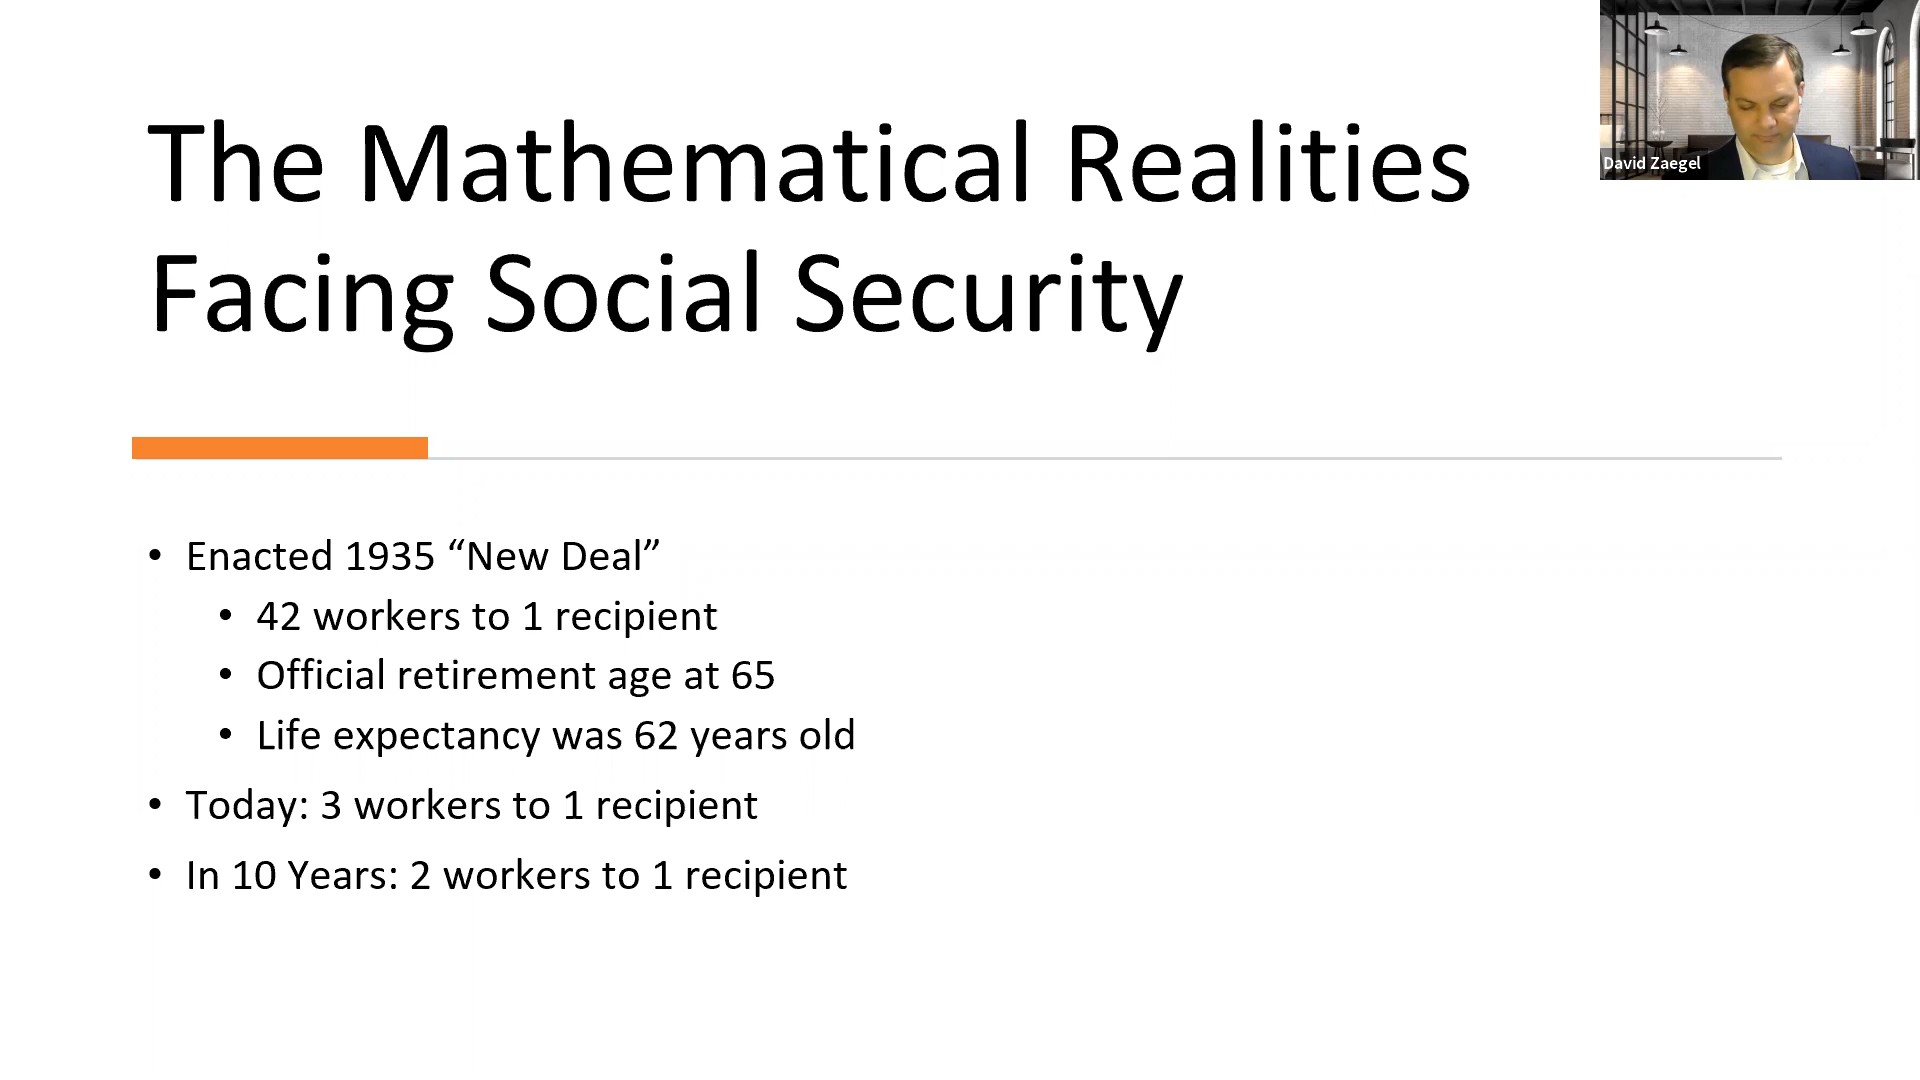 The Mathematical Realities
Facing Social Security
David Zaegel
• Enacted 1935 “New Deal”
• 42 workers to 1 recipient
• Official retirement age at 65
• Life expectancy was 62 years old
• Today: 3 workers to 1 recipient
• In 10 Years: 2 workers to 1 recipient